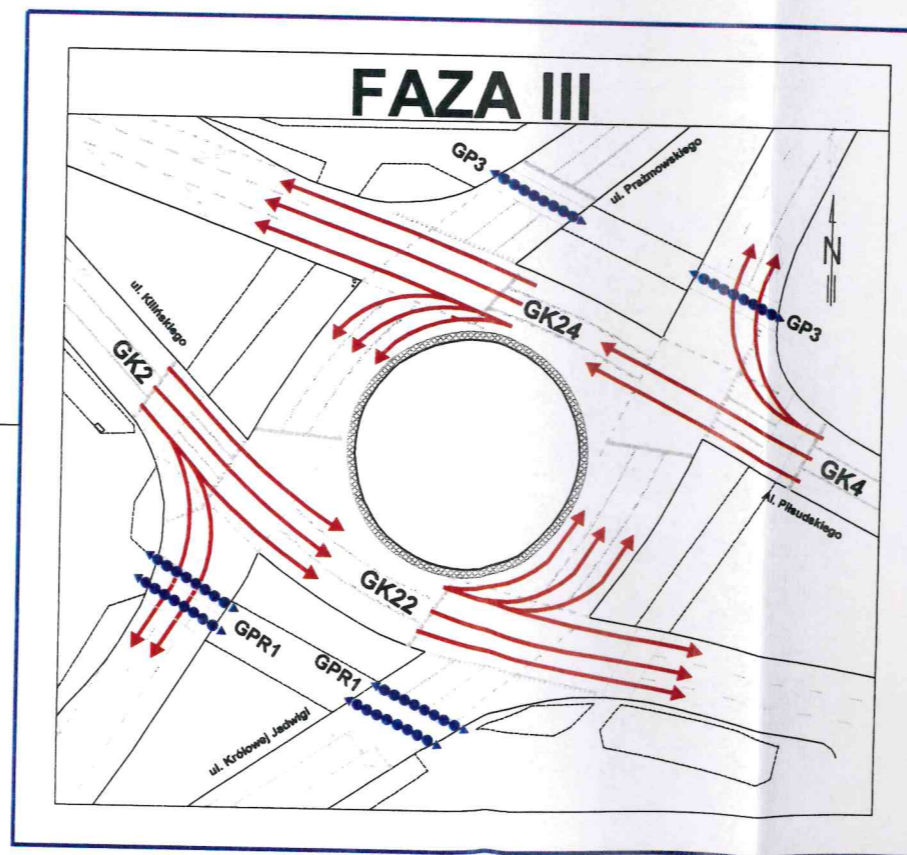 FAZA III
GP3
ul. Prażmowskiego
N
ul. Kilińskiego
GK24
GP3
GK2
GK4
Al. Piłsudskiego
GK22
GPR1
GPR1
ul. Królowej Jadwigi